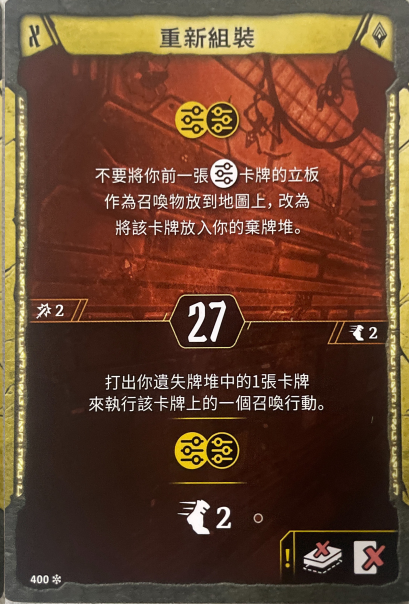 重新組裝
不要將你前一張卡牌的立板
作為召喚物放到地圖上，改為
將該卡牌放入你的棄牌堆。
2
27
2
打出你遺失牌堆中的1張卡牌
來執行該卡牌上的一個召喚行動。
2
!
400